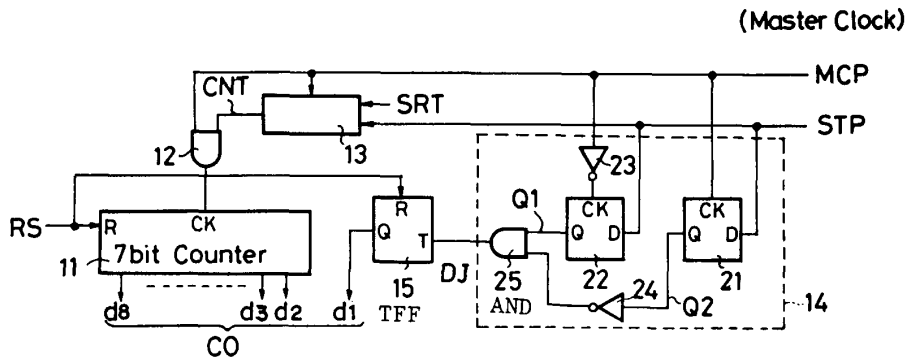 (Master Clock)
MCP
CNT
SRT
STP
12
13
23
RS
R
CK
7bit Counter
11
R
Q
T
15
TFF
DJ
Q1
CK
Q
D
22
CK
Q
D
21
25
AND
24
Q2
14
d8
d3
d2
d1
CO